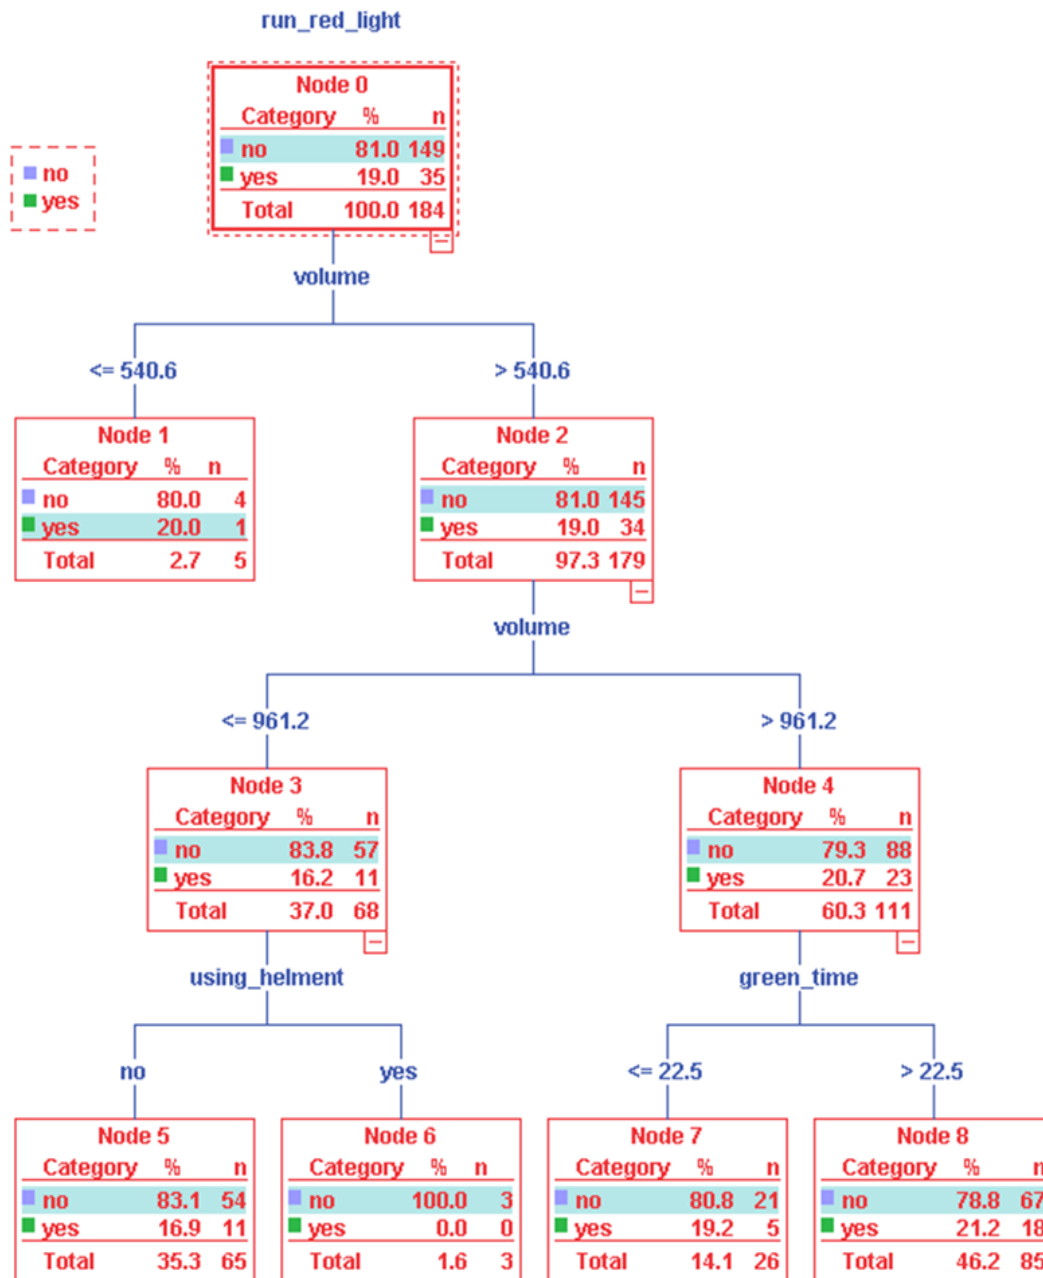 run_red_light
Node 0
Category % n
no 81.0 149
yes 19.0 35
Total 100.0 184
no
yes
volume
<= 540.6
> 540.6
Node 1
Category % n
no 80.0 4
yes 20.0 1
Total 2.7 5
Node 2
Category % n
no 81.0 145
yes 19.0 34
Total 97.3 179
volume
<= 961.2
> 961.2
Node 3
Category % n
no 83.8 57
yes 16.2 11
Total 37.0 68
Node 4
Category % n
no 79.3 88
yes 20.7 23
Total 60.3 111
using_helment
green_time
no
yes
<= 22.5
> 22.5
Node 5
Category % n
no 83.1 54
yes 16.9 11
Total 35.3 65
Node 6
Category % n
no 100.0 3
yes 0.0 0
Total 1.6 3
Node 7
Category % n
no 80.8 21
yes 19.2 5
Total 14.1 26
Node 8
Category % n
no 78.8 67
yes 21.2 18
Total 46.2 85